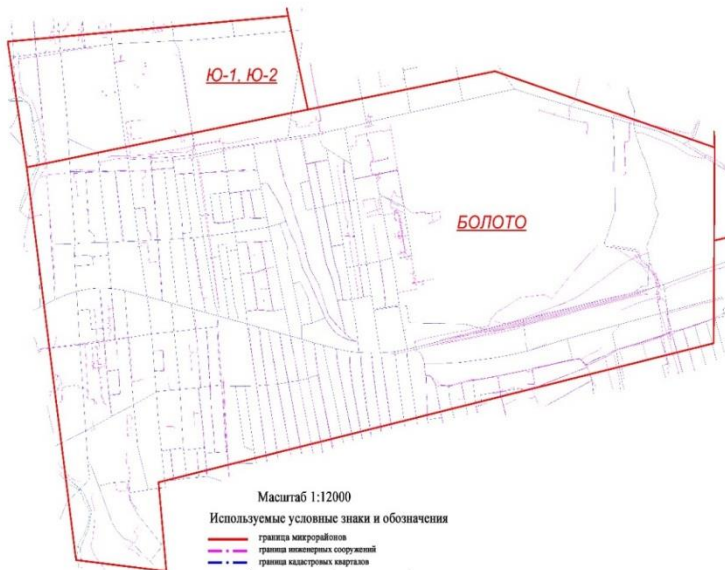 Ю-1, Ю-2
БОЛОТО
Масштаб 1:12000
Используемые условные знаки и обозначения
граница микрорайонов
граница инженерных сооружений
граница кадастровых кварталов